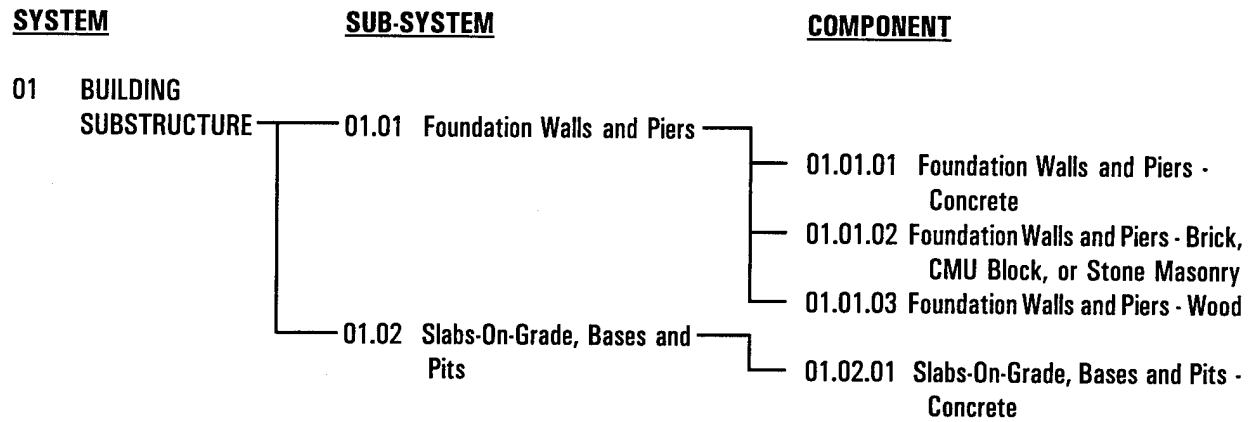 SYSTEM SUB-SYSTEM COMPONENT
01 BUILDING
SUBSTRUCTURE 01.01 Foundation Walls and Piers
01.01.01 Foundation Walls and Piers -
Concrete
01.01.02 Foundation Walls and Piers - Brick,
CMU Block, or Stone Masonry
01.01.03 Foundation Walls and Piers - Wood
01.02 Slabs-On-Grade, Bases and
Pits
01.02.01 Slabs-On-Grade, Bases and Pits -
Concrete